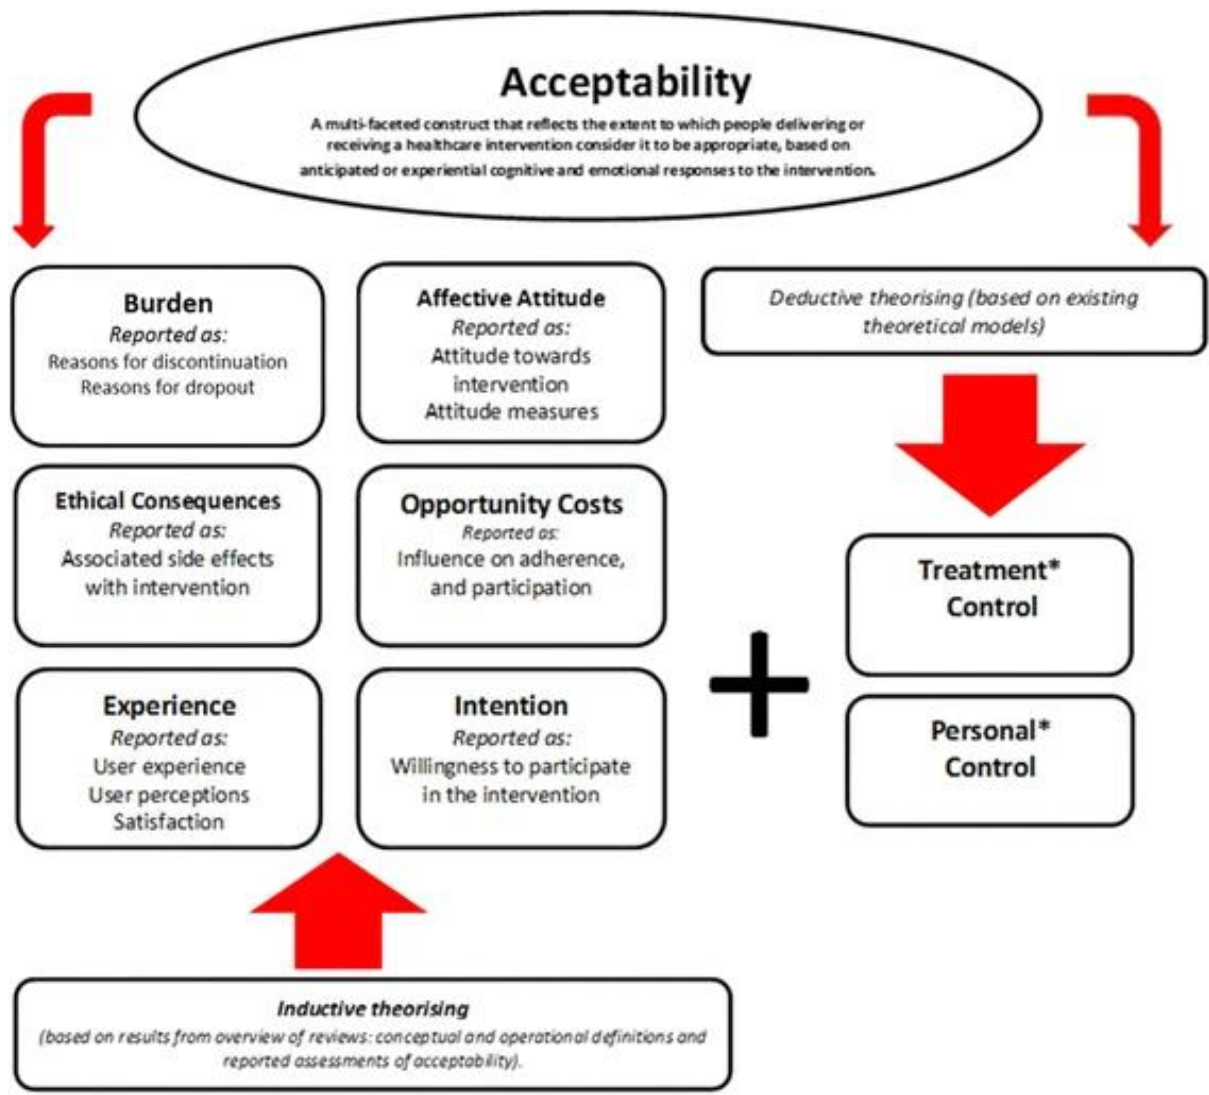 Acceptability
A multi-faceted construct that reflects the extent to which people delivering or
receiving a healthcare intervention consider it to be appropriate, based on
anticipated or experiential cognitive and emotional responses to the intervention.
Burden
Reported as:
Reasons for discontinuation
Reasons for dropout
Affective Attitude
Reported as:
Attitude towards
intervention
Attitude measures
Deductive theorising (based on existing
theoretical models)
Ethical Consequences
Reported as:
Associated side effects
with intervention
Opportunity Costs
Reported as:
Influence on adherence,
and participation
Treatment*
Control
Experience
Reported as:
User experience
User perceptions
Satisfaction
Intention
Reported as:
Willingness to participate
in the intervention
+
Personal*
Control
Inductive theorising
(based on results from overview of reviews: conceptual and operational definitions and
reported assessments of acceptability).